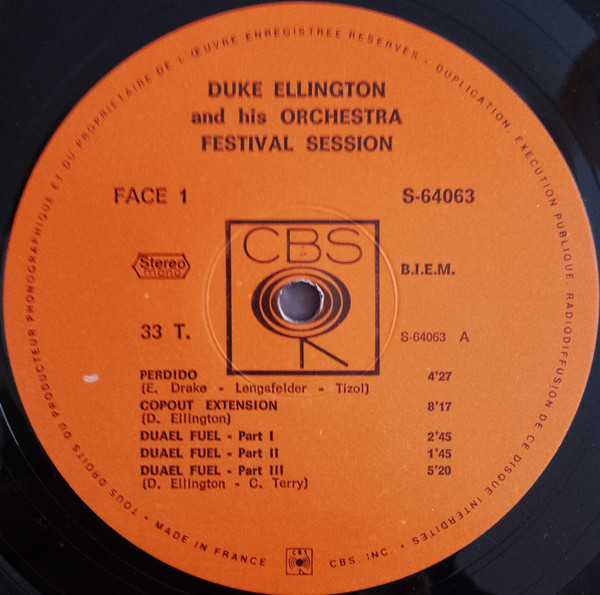 DUKE ELLINGTON
and his ORCHESTRA
FESTIVAL SESSION
FACE 1
S-64063
CBS
Stereo
mono
B.I.E.M.
33 T.
S-64063 A
PERDIDO 4'27
(E. Drake - Lengsfelder - Tizol)
COPOUT EXTENSION 8'17
(D. Ellington)
DUAEL FUEL - Part I 2'45
DUAEL FUEL - Part II 1'45
DUAEL FUEL - Part III 5'20
(D. Ellington - C. Terry)
TOUS DROITS DU PRODUCTEUR PHONOGRAPHIQUE ET DU PROPRIETAIRE DE L'ŒUVRE ENREGISTREE RESERVES - DUPLICATION, EXECUTION PUBLIQUE, RADIODIFFUSION DE CE DISQUE INTERDITES •
MADE IN FRANCE
CBS
CBS. INC. •